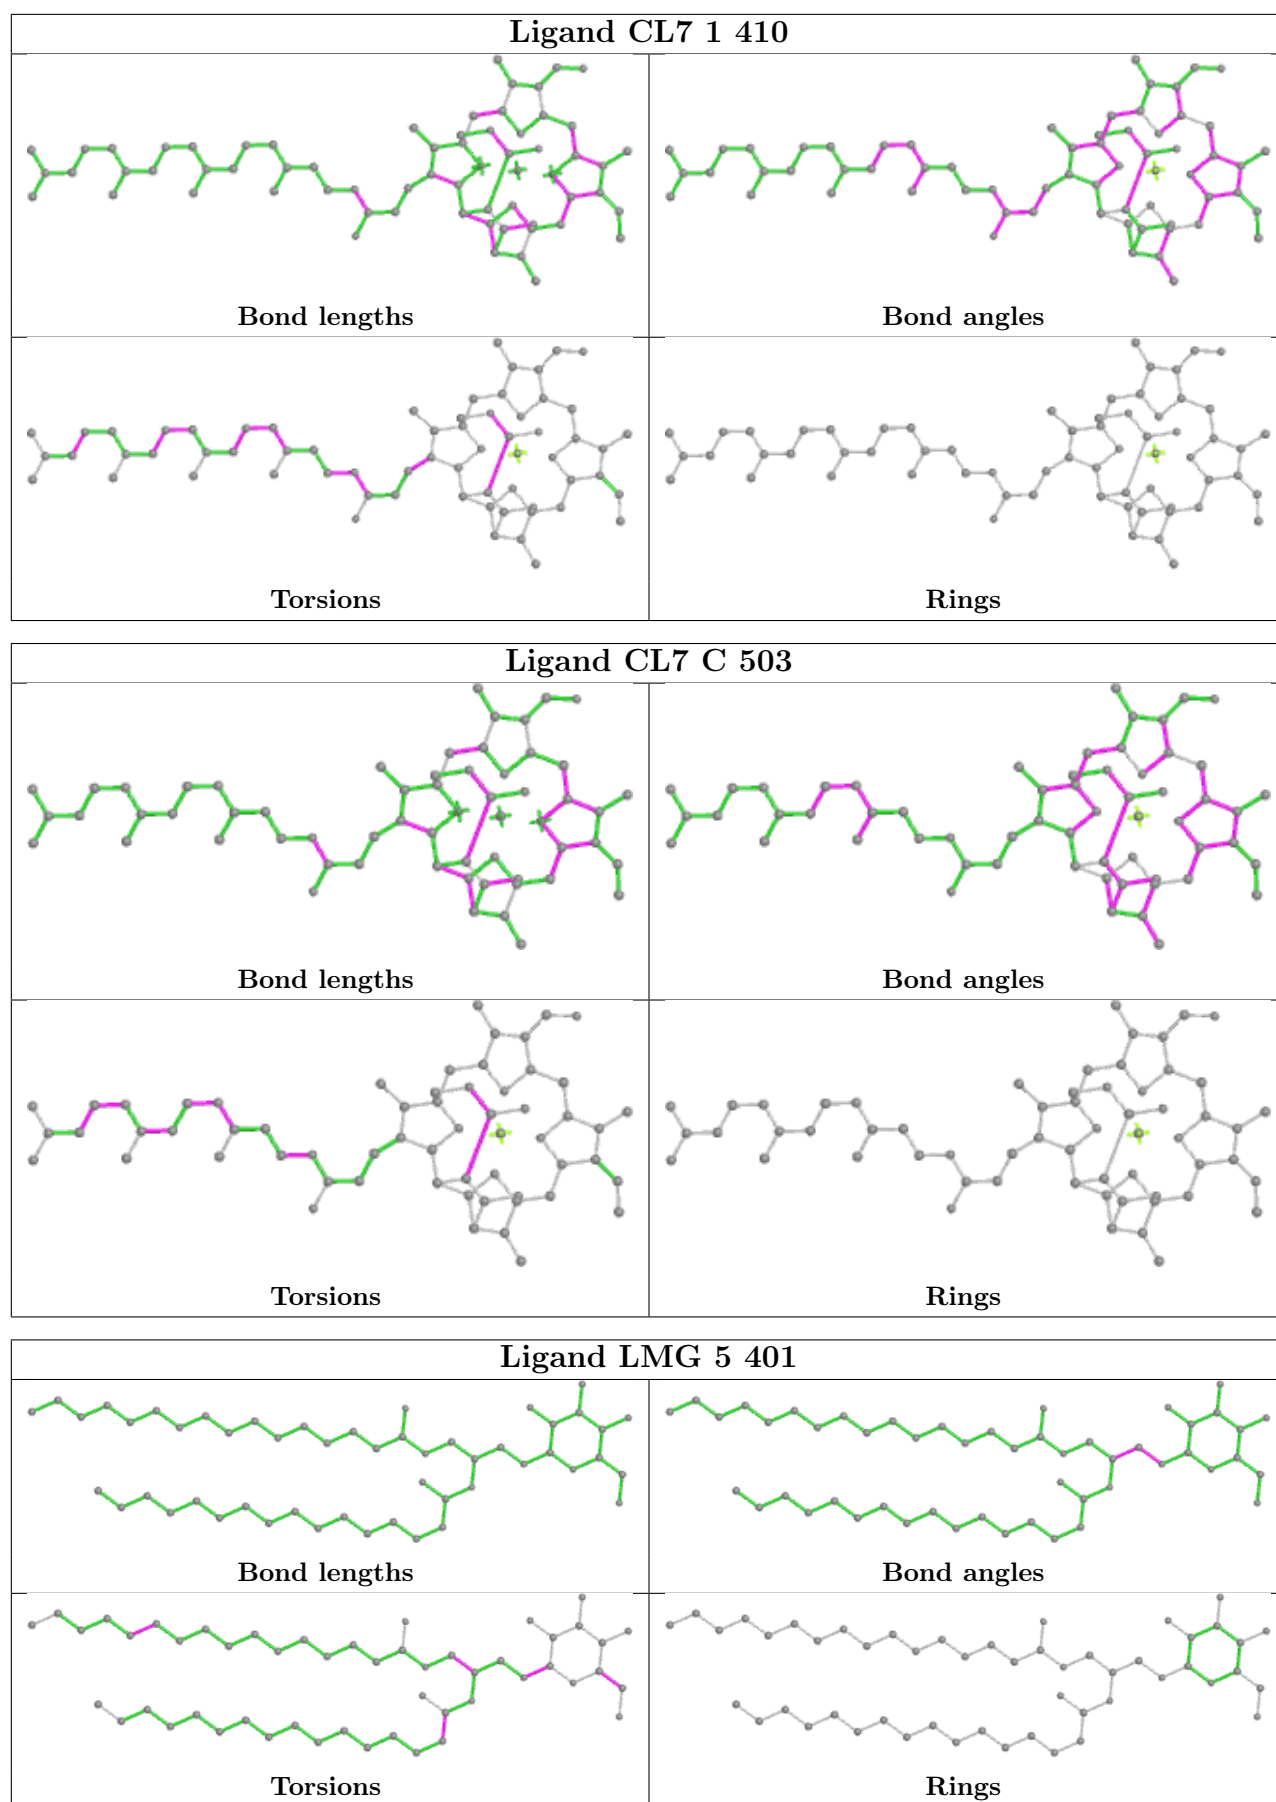 Ligand CL7 1 410
Bond lengths
Bond angles
Torsions
Rings
Ligand CL7 C 503
Bond lengths
Bond angles
Torsions
Rings
Ligand LMG 5 401
Bond lengths
Bond angles
Torsions
Rings